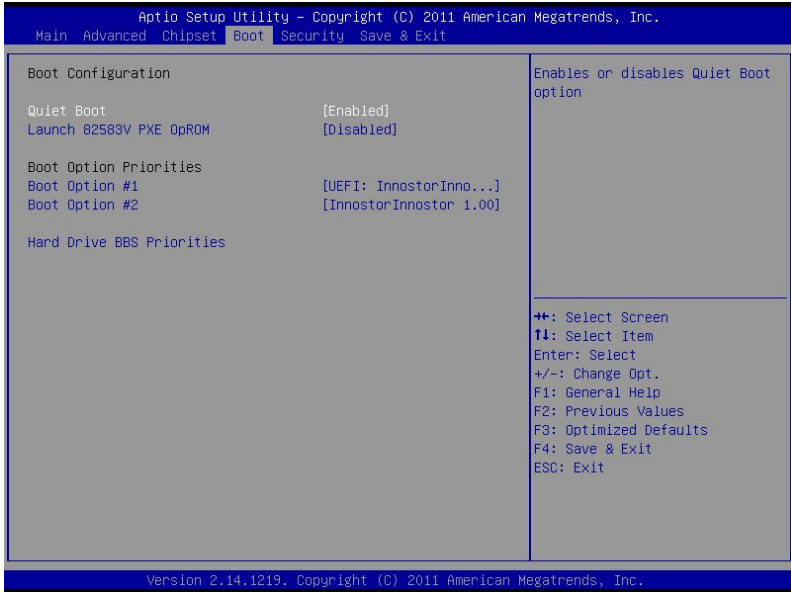 Aptio Setup Utility – Copyright (C) 2011 American Megatrends, Inc.
Main Advanced Chipset Boot Security Save & Exit
Boot Configuration
Quiet Boot [Enabled]
Launch 82583V PXE OpROM [Disabled]
Boot Option Priorities
Boot Option #1 [UEFI: InnostorInno...]
Boot Option #2 [InnostorInnostor 1.00]
Hard Drive BBS Priorities
Enables or disables Quiet Boot
option
→←: Select Screen
↑↓: Select Item
Enter: Select
+/-: Change Opt.
F1: General Help
F2: Previous Values
F3: Optimized Defaults
F4: Save & Exit
ESC: Exit
Version 2.14.1219. Copyright (C) 2011 American Megatrends, Inc.